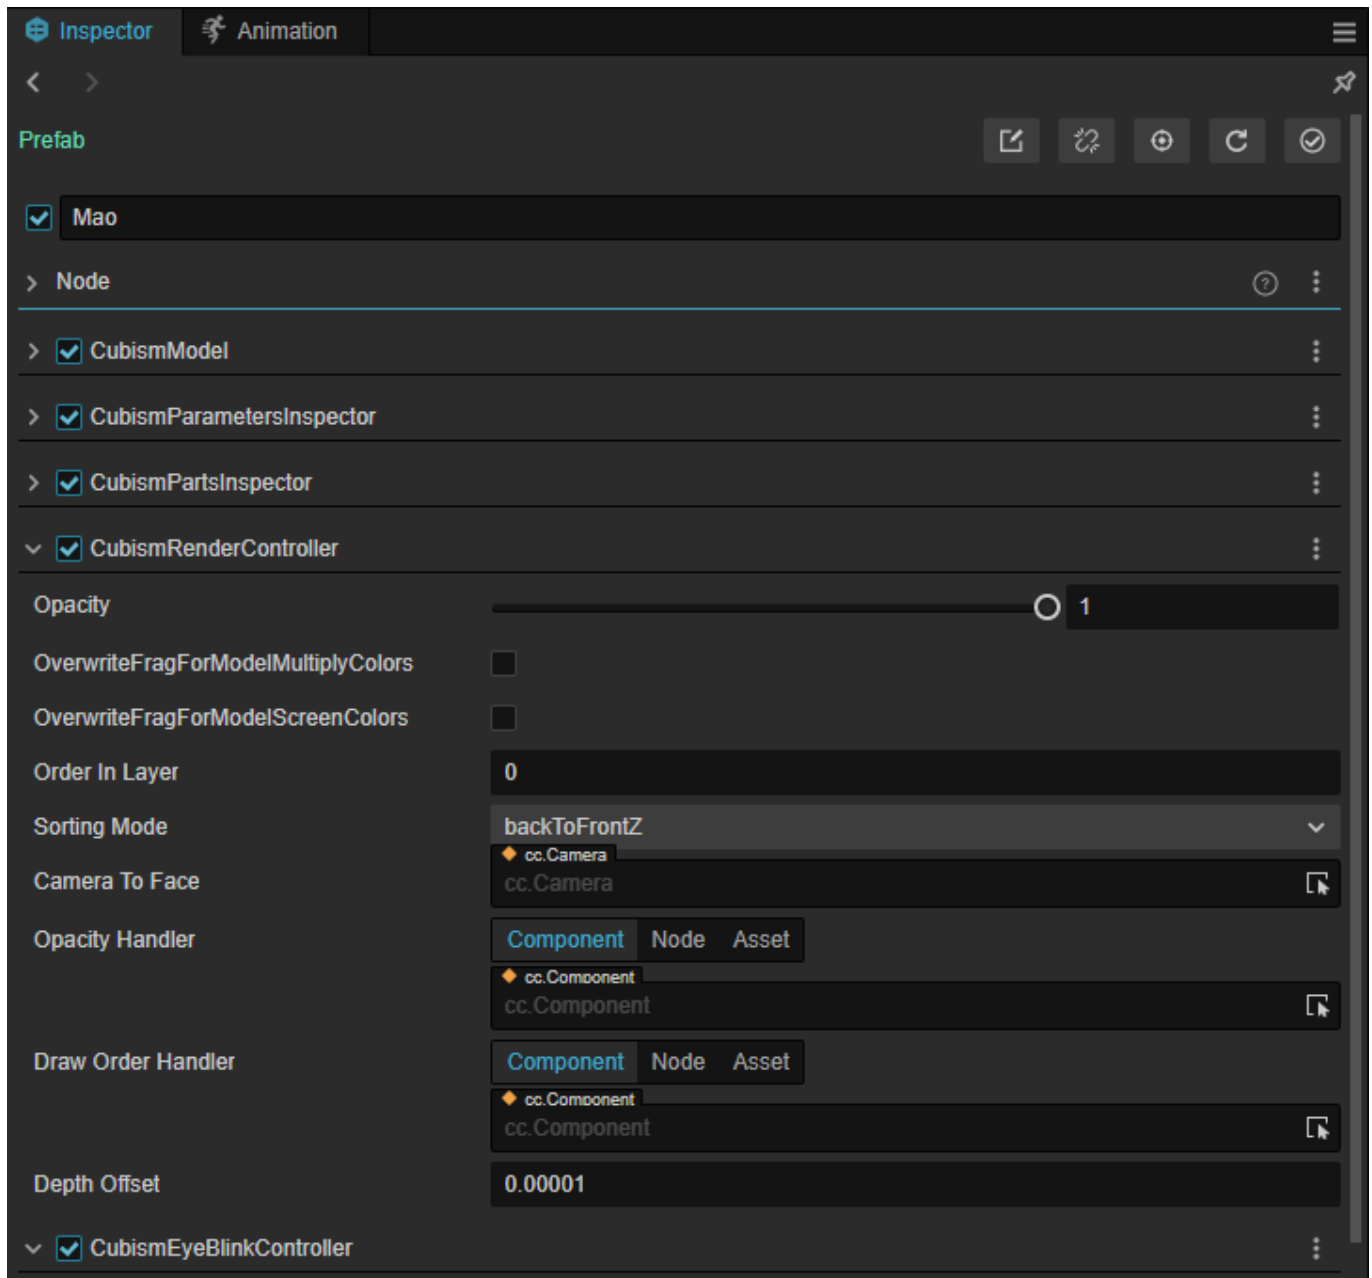 Inspector Animation
Prefab
Mao
Node
CubismModel
CubismParametersInspector
CubismPartsInspector
CubismRenderController
Opacity 1
OverwriteFragForModelMultiplyColors
OverwriteFragForModelScreenColors
Order In Layer 0
Sorting Mode backToFrontZ
cc.Camera
Camera To Face cc.Camera
Opacity Handler Component Node Asset
cc.Component
cc.Component
Draw Order Handler Component Node Asset
cc.Component
cc.Component
Depth Offset 0.00001
CubismEyeBlinkController